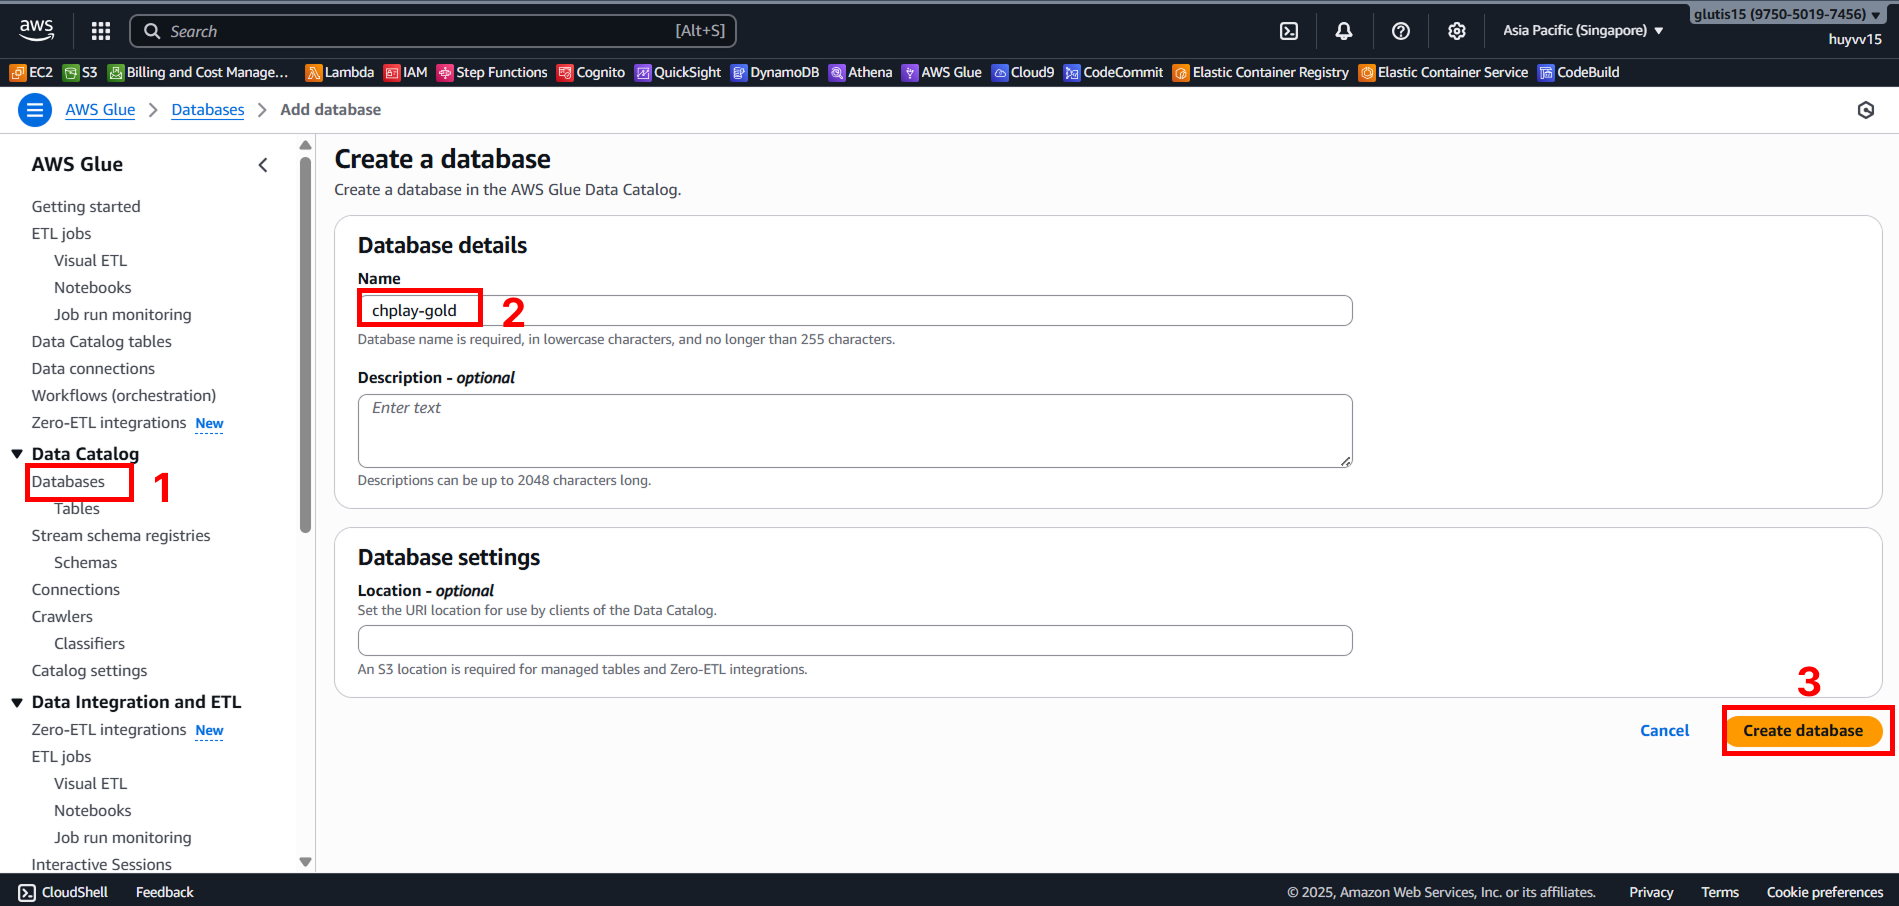 aws
Search [Alt+S]
Asia Pacific (Singapore) ▼
glutis15 (9750-5019-7456) ▼
huyvv15
EC2 S3 Billing and Cost Manage... Lambda IAM Step Functions Cognito QuickSight DynamoDB Athena AWS Glue Cloud9 CodeCommit Elastic Container Registry Elastic Container Service CodeBuild
AWS Glue > Databases > Add database
AWS Glue
Getting started
ETL jobs
Visual ETL
Notebooks
Job run monitoring
Data Catalog tables
Data connections
Workflows (orchestration)
Zero-ETL integrations New
Data Catalog
Databases 1
Tables
Stream schema registries
Schemas
Connections
Crawlers
Classifiers
Catalog settings
Data Integration and ETL
Zero-ETL integrations New
ETL jobs
Visual ETL
Notebooks
Job run monitoring
Interactive Sessions
Create a database
Create a database in the AWS Glue Data Catalog.
Database details
Name
chplay-gold 2
Database name is required, in lowercase characters, and no longer than 255 characters.
Description - optional
Enter text
Descriptions can be up to 2048 characters long.
Database settings
Location - optional
Set the URI location for use by clients of the Data Catalog.
An S3 location is required for managed tables and Zero-ETL integrations.
3
Cancel Create database
CloudShell Feedback © 2025, Amazon Web Services, Inc. or its affiliates. Privacy Terms Cookie preferences